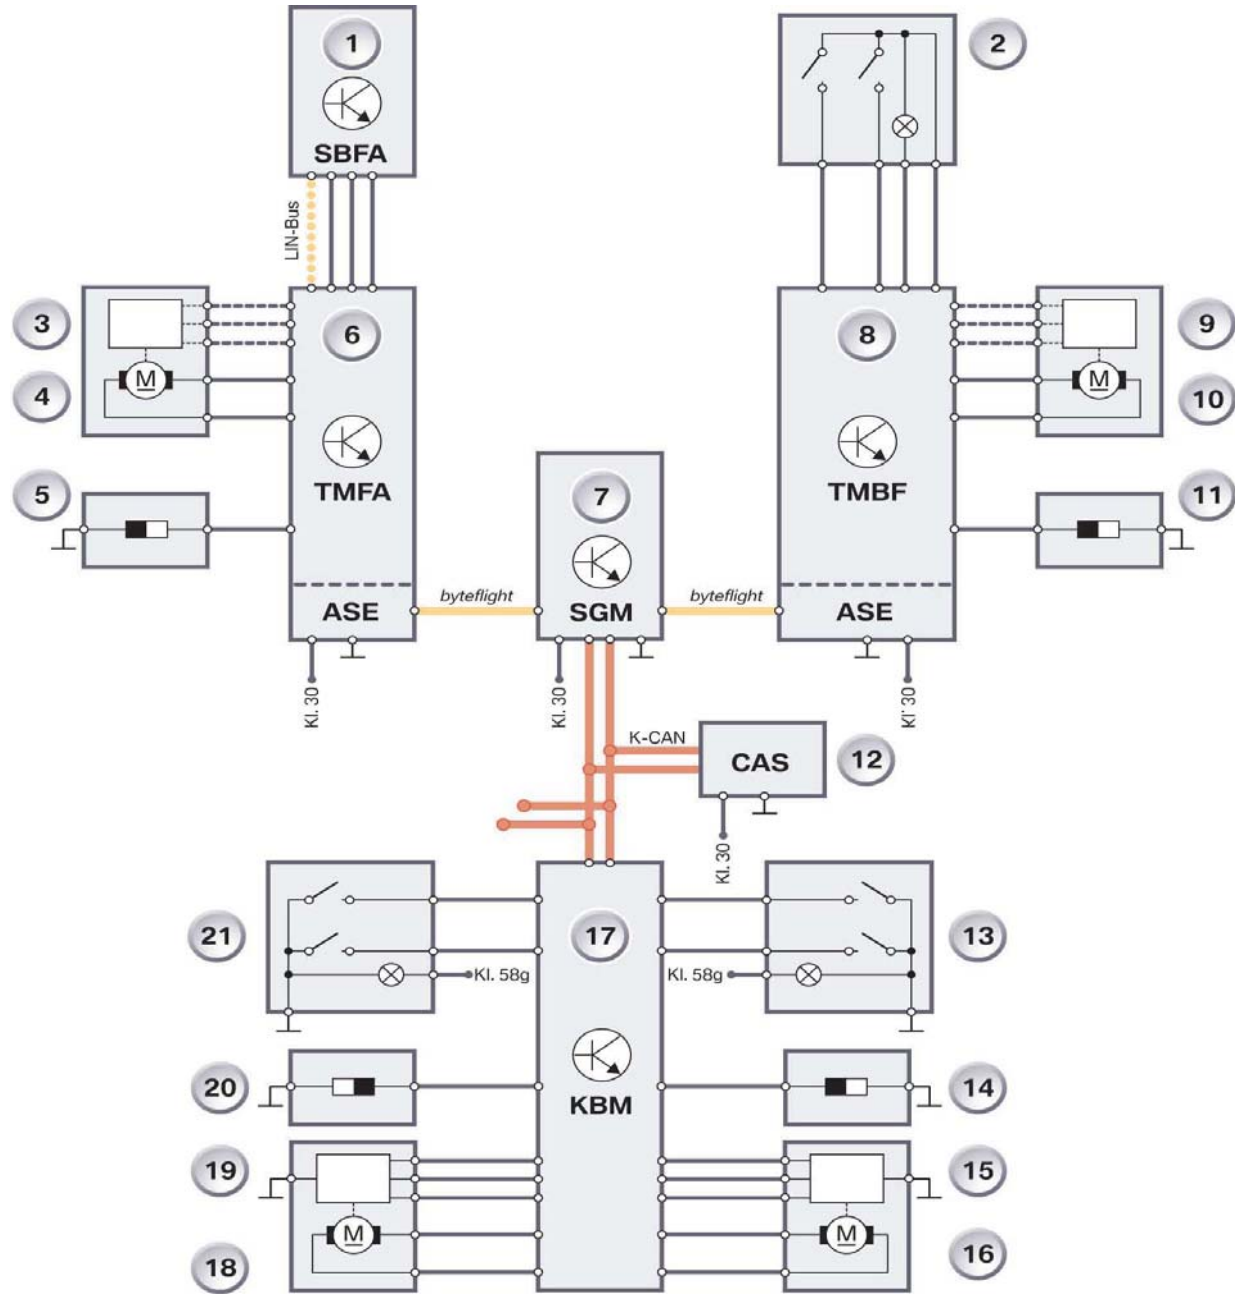 1
2
SBFA
LIN-Bus
3
6
8
9
4
M
M
10
5
TMFA
7
TMBF
11
ASE
byteflight
SGM
byteflight
ASE
Kl. 30
Kl. 30
Kl. 30
K-CAN
CAS
12
Kl. 30
21
17
13
Kl. 58g
Kl. 58g
20
KBM
14
19
15
M
M
18
16